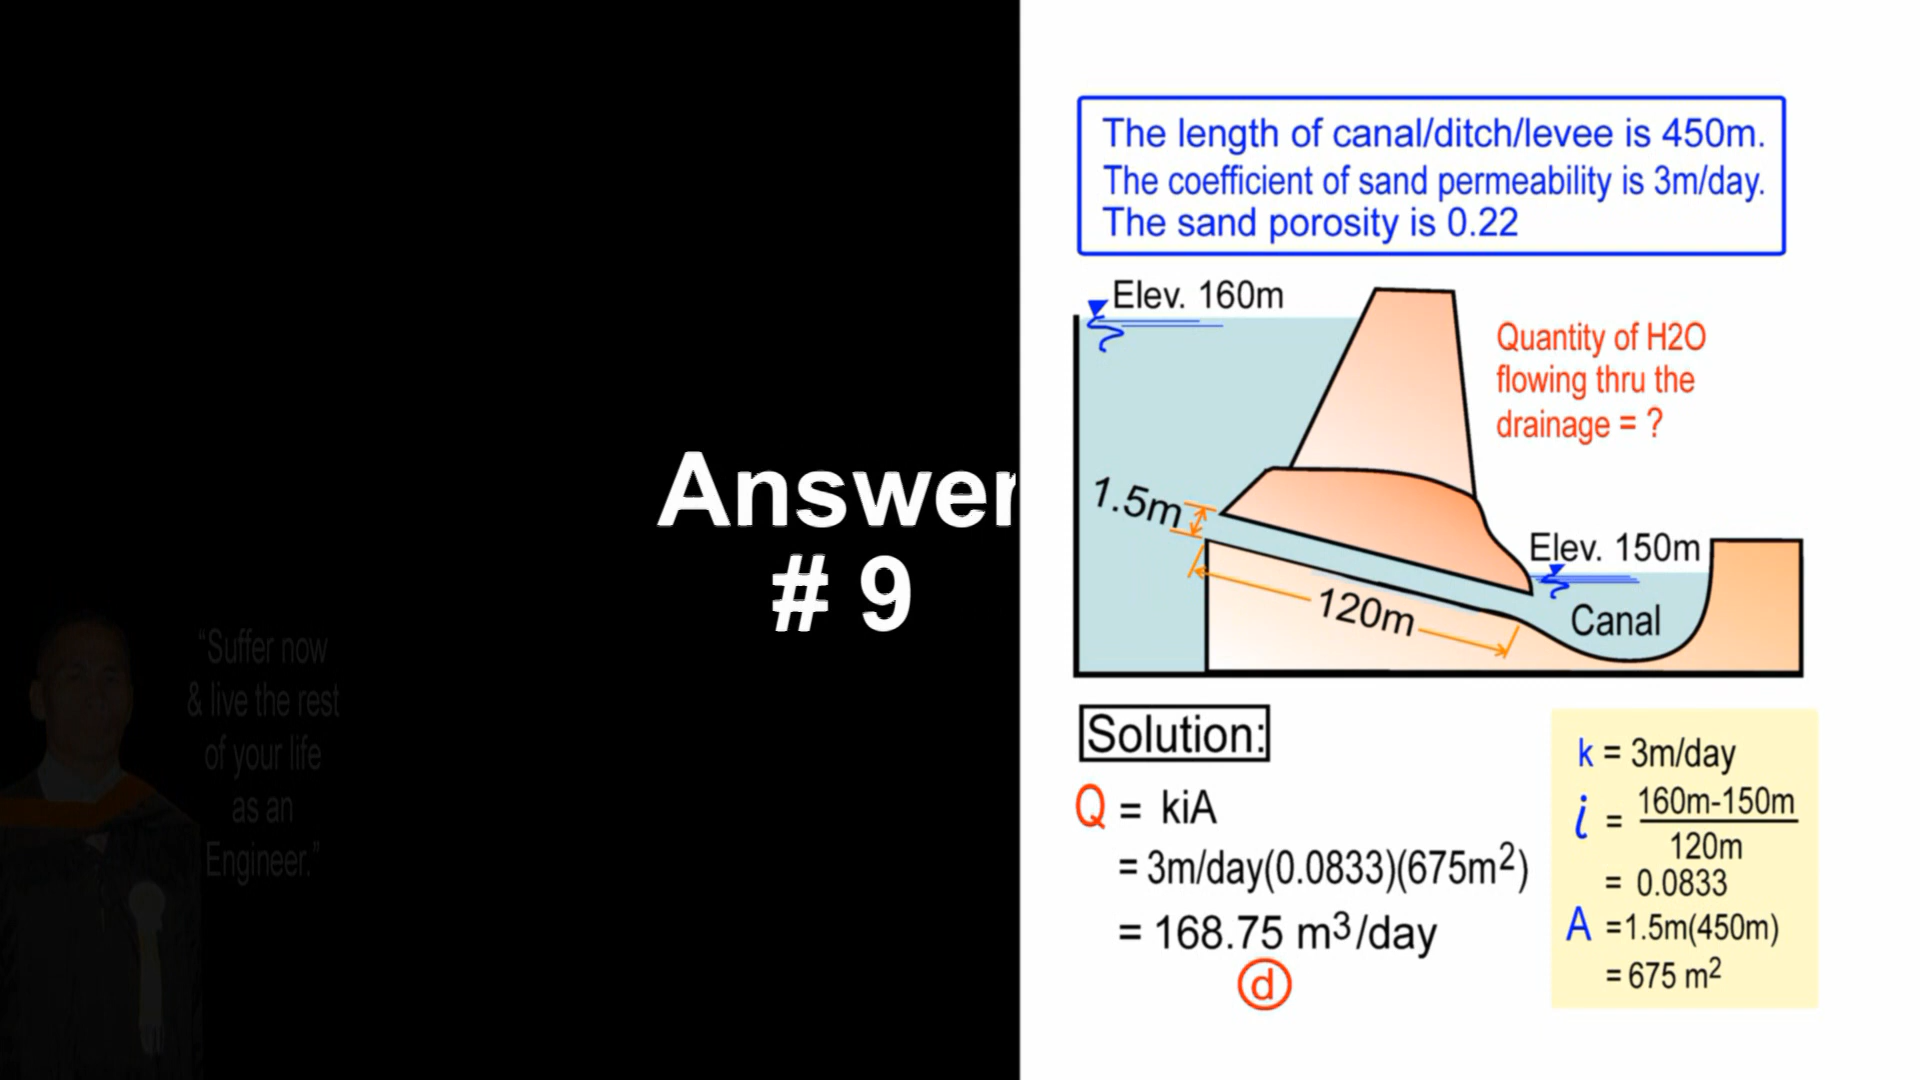 Answer
# 9
“Suffer now
& live the rest
of your life
as an
Engineer.”
The length of canal/ditch/levee is 450m.
The coefficient of sand permeability is 3m/day.
The sand porosity is 0.22
Elev. 160m
Quantity of H2O
flowing thru the
drainage = ?
1.5m
Elev. 150m
120m
Canal
Solution:
Q = kiA
= 3m/day(0.0833)(675m²)
= 168.75 m³/day
d
k = 3m/day
i = 160m-150m
120m
= 0.0833
A =1.5m(450m)
= 675 m²